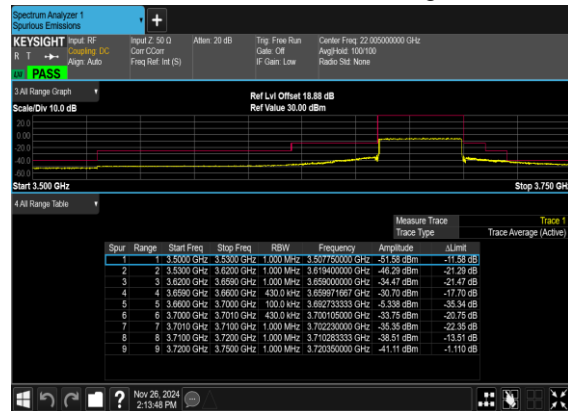 Spectrum Analyzer 1
Spurious Emissions
KEYSIGHT Input: RF Input Z: 50 Ω Atten: 20 dB Trig: Free Run Center Freq: 22.005000000 GHz
R T Coupling: DC Corr CCorr Gate: Off Avg|Hold: 100/100
Align: Auto Freq Ref: Int (S) IF Gain: Low Radio Std: None
PASS
3 All Range Graph
Ref Lvl Offset 18.88 dB
Scale/Div 10.0 dB Ref Value 30.00 dBm
20.0
0.00
-20.0
-40.0
-60.0
Start 3.500 GHz Stop 3.750 GH
4 All Range Table
Measure Trace Trace 1
Trace Type Trace Average (Active)
Spur Range Start Freq Stop Freq RBW Frequency Amplitude ∆Limit
1 1 3.5000 GHz 3.5300 GHz 1.000 MHz 3.507750000 GHz -51.58 dBm -11.58 dB
2 2 3.5300 GHz 3.6200 GHz 1.000 MHz 3.619400000 GHz -46.29 dBm -21.29 dB
3 3 3.6200 GHz 3.6590 GHz 1.000 MHz 3.659000000 GHz -34.47 dBm -21.47 dB
4 4 3.6590 GHz 3.6600 GHz 430.0 kHz 3.659971667 GHz -30.70 dBm -17.70 dB
5 5 3.6600 GHz 3.7000 GHz 100.0 kHz 3.692733333 GHz -5.338 dBm -35.34 dB
6 6 3.7000 GHz 3.7010 GHz 430.0 kHz 3.700105000 GHz -33.75 dBm -20.75 dB
7 7 3.7010 GHz 3.7100 GHz 1.000 MHz 3.702230000 GHz -35.35 dBm -22.35 dB
8 8 3.7100 GHz 3.7200 GHz 1.000 MHz 3.710283333 GHz -38.51 dBm -13.51 dB
9 9 3.7200 GHz 3.7500 GHz 1.000 MHz 3.720350000 GHz -41.11 dBm -1.110 dB
?
Nov 26, 2024
2:13:48 PM